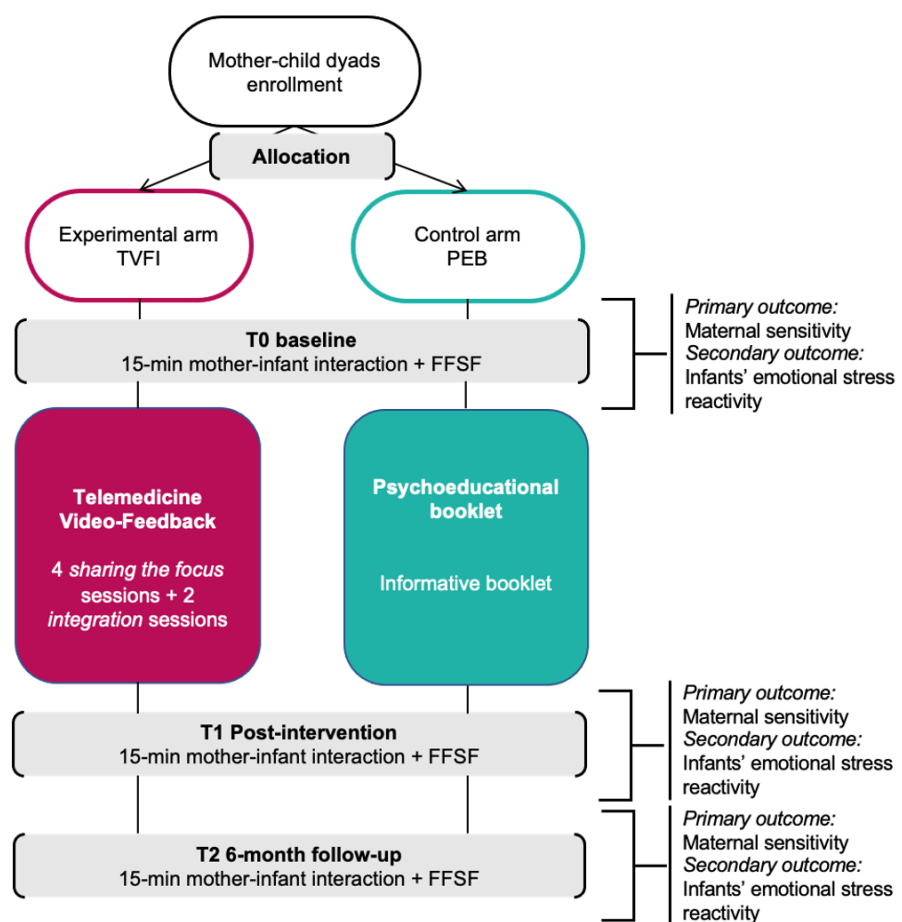 Mother-child dyads
enrollment
Allocation
Experimental arm
TVFI
Control arm
PEB
T0 baseline
15-min mother-infant interaction + FFSF
Primary outcome:
Maternal sensitivity
Secondary outcome:
Infants’ emotional stress
reactivity
Telemedicine
Video-Feedback
4 sharing the focus
sessions + 2
integration sessions
Psychoeducational
booklet
Informative booklet
T1 Post-intervention
15-min mother-infant interaction + FFSF
Primary outcome:
Maternal sensitivity
Secondary outcome:
Infants’ emotional stress
reactivity
T2 6-month follow-up
15-min mother-infant interaction + FFSF
Primary outcome:
Maternal sensitivity
Secondary outcome:
Infants’ emotional stress
reactivity